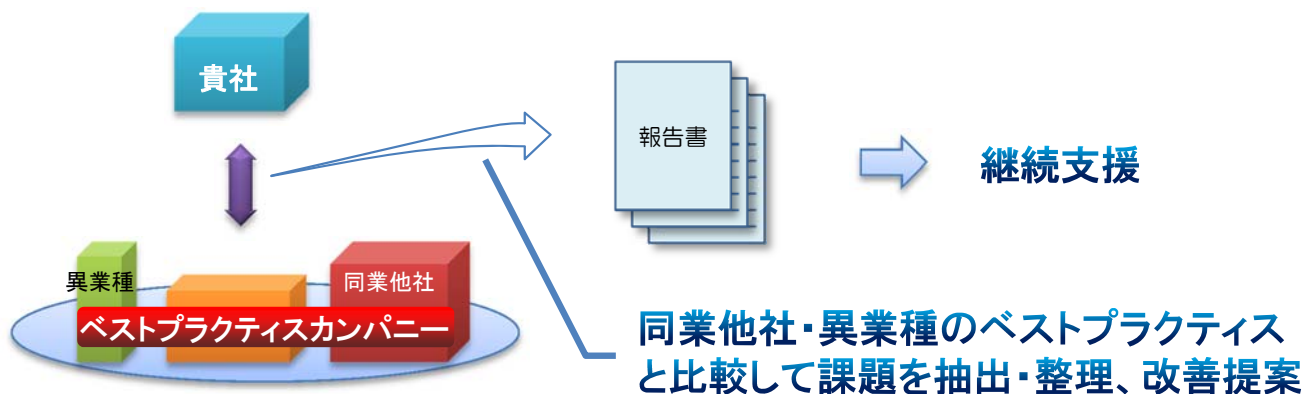 貴社
報告書
継続支援
異業種
同業他社
ベストプラクティスカンパニー
同業他社・異業種のベストプラクティス
と比較して課題を抽出・整理、改善提案